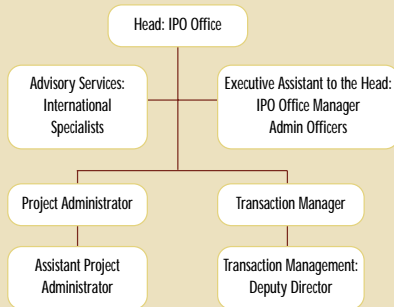 Head: IPO Office
Advisory Services:
International
Specialists
Executive Assistant to the Head:
IPO Office Manager
Admin Officers
Project Administrator
Transaction Manager
Assistant Project
Administrator
Transaction Management:
Deputy Director